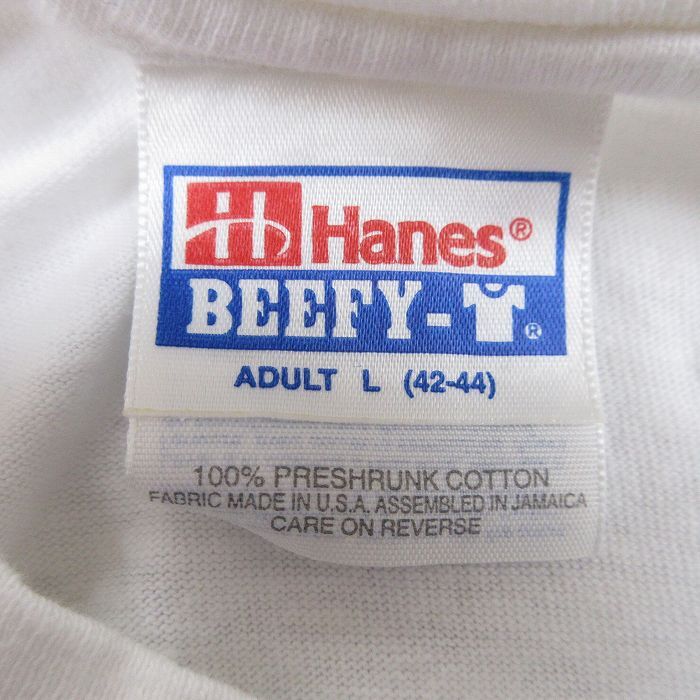 H Hanes®
BEEFY-T®
ADULT L (42-44)
100% PRESHRUNK COTTON
FABRIC MADE IN U.S.A. ASSEMBLED IN JAMAICA
CARE ON REVERSE